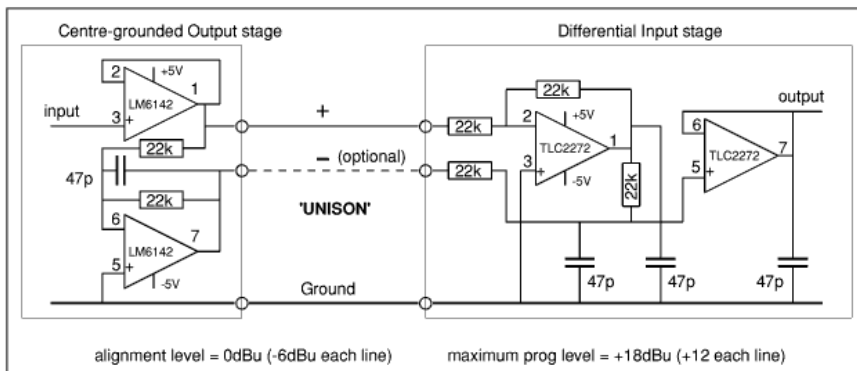 Centre-grounded Output stage
Differential Input stage
2
+5V
1
LM6142
input
3
+
22k
47p
22k
6
7
LM6142
5
+
-5V
+
– (optional)
'UNISON'
Ground
22k
22k
22k
2
+5V
1
TLC2272
3
+
-5V
22k
output
6
7
TLC2272
5
+
47p
47p
47p
alignment level = 0dBu (-6dBu each line)
maximum prog level = +18dBu (+12 each line)